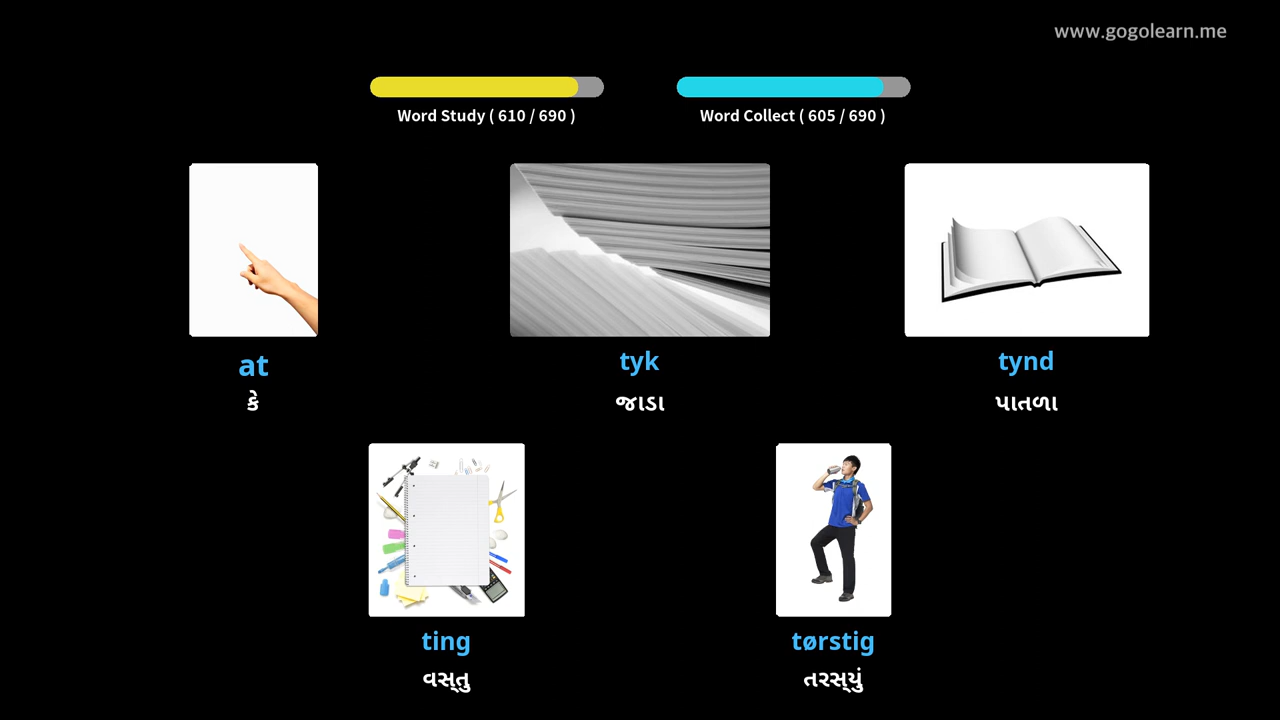 www.gogolearn.me
Word Study ( 610 / 690 )
Word Collect ( 605 / 690 )
at
કે
tyk
જાડા
tynd
પાતળા
ting
વસ્તુ
tørstig
તરસ્યું